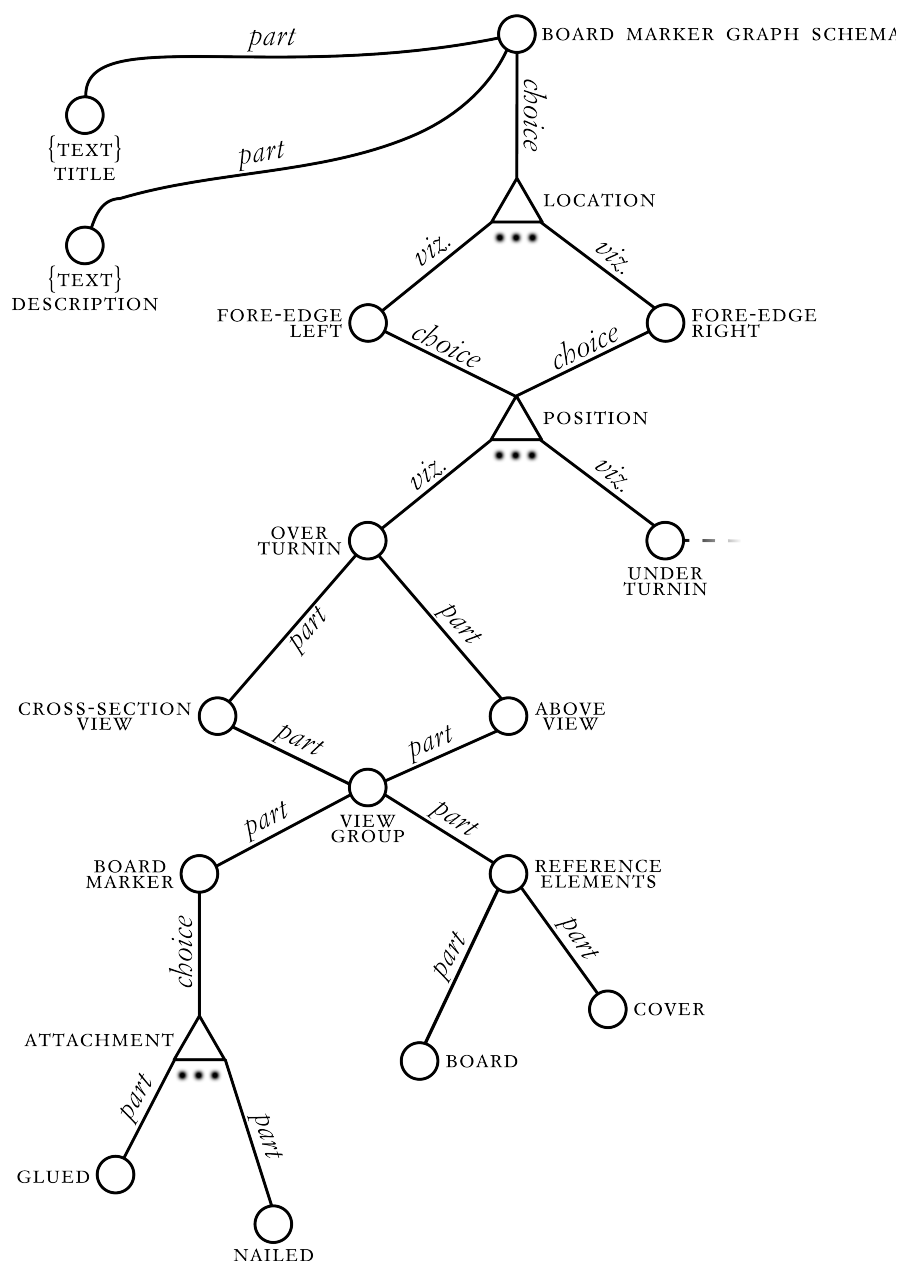 part
BOARD MARKER GRAPH SCHEMA
choice
{TEXT}
TITLE
part
LOCATION
{TEXT}
DESCRIPTION
viz.
viz.
FORE-EDGE
LEFT
FORE-EDGE
RIGHT
choice
choice
POSITION
viz.
viz.
OVER
TURNIN
UNDER
TURNIN
part
part
CROSS-SECTION
VIEW
ABOVE
VIEW
part
part
VIEW
GROUP
part
part
BOARD
MARKER
REFERENCE
ELEMENTS
choice
part
part
COVER
ATTACHMENT
BOARD
part
part
GLUED
NAILED